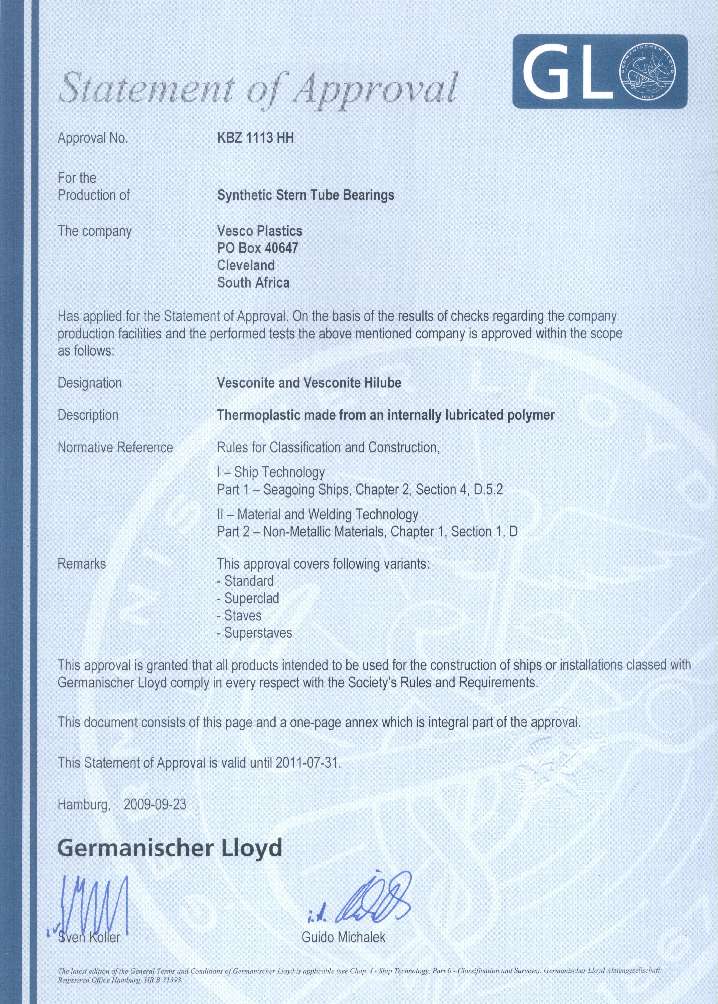 GL
Statement of Approval
Approval No. KBZ 1113 HH
For the
Production of Synthetic Stern Tube Bearings
The company Vesco Plastics
PO Box 40647
Cleveland
South Africa
Has applied for the Statement of Approval. On the basis of the results of checks regarding the company
production facilities and the performed tests the above mentioned company is approved within the scope
as follows:
Designation Vesconite and Vesconite Hilube
Description Thermoplastic made from an internally lubricated polymer
Normative Reference Rules for Classification and Construction,
I – Ship Technology
Part 1 – Seagoing Ships, Chapter 2, Section 4, D.5.2
II – Material and Welding Technology
Part 2 – Non-Metallic Materials, Chapter 1, Section 1, D
Remarks This approval covers following variants:
- Standard
- Superclad
- Staves
- Superstaves
This approval is granted that all products intended to be used for the construction of ships or installations classed with
Germanischer Lloyd comply in every respect with the Society's Rules and Requirements.
This document consists of this page and a one-page annex which is integral part of the approval.
This Statement of Approval is valid until 2011-07-31.
Hamburg, 2009-09-23
Germanischer Lloyd
i.V. i.A.
Sven Koller Guido Michalek
The latest edition of the General Terms and Conditions of Germanischer Lloyd is applicable (see Chap. I - Ship Technology, Part 0 - Classification and Surveys). Germanischer Lloyd Aktiengesellschaft
Registered Office Hamburg, HR B